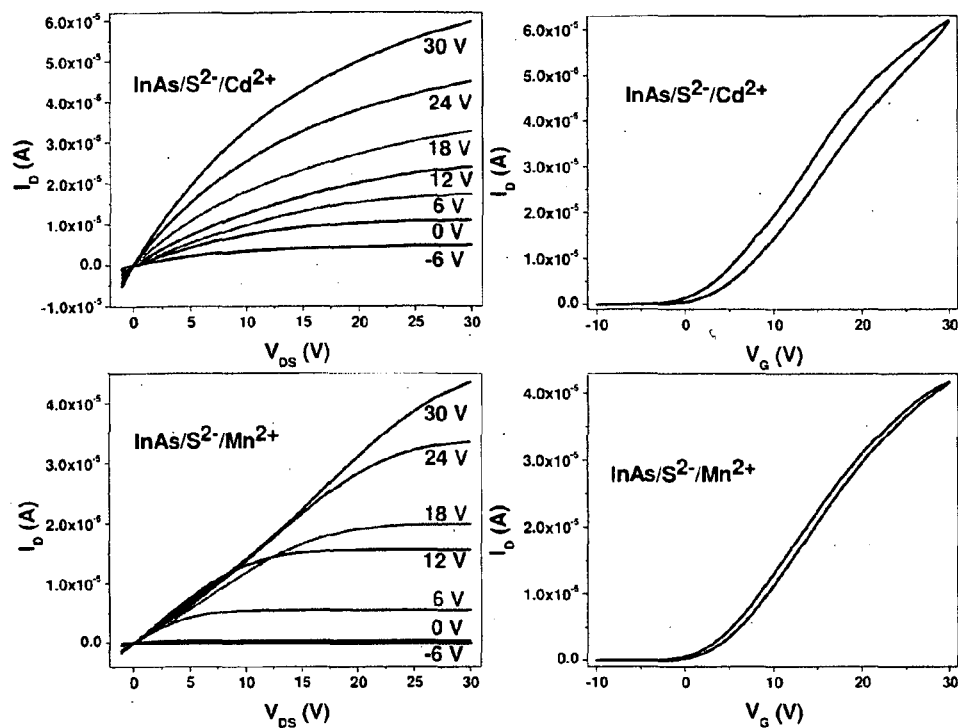 6.0x10⁻⁵
5.0x10⁻⁵
4.0x10⁻⁵
3.0x10⁻⁵
2.0x10⁻⁵
1.0x10⁻⁵
0.0
-1.0x10⁻⁵
I_D (A)
InAs/S²⁻/Cd²⁺
30 V
24 V
18 V
12 V
6 V
0 V
-6 V
0 5 10 15 20 25 30
V_DS (V)
6.0x10⁻⁵
5.0x10⁻⁵
4.0x10⁻⁵
3.0x10⁻⁵
2.0x10⁻⁵
1.0x10⁻⁵
0.0
I_D (A)
InAs/S²⁻/Cd²⁺
-10 0 10 20 30
V_G (V)
4.0x10⁻⁵
3.0x10⁻⁵
2.0x10⁻⁵
1.0x10⁻⁵
0.0
I_D (A)
InAs/S²⁻/Mn²⁺
30 V
24 V
18 V
12 V
6 V
0 V
-6 V
0 5 10 15 20 25 30
V_DS (V)
4.0x10⁻⁵
3.0x10⁻⁵
2.0x10⁻⁵
1.0x10⁻⁵
0.0
I_D (A)
InAs/S²⁻/Mn²⁺
-10 0 10 20 30
V_G (V)